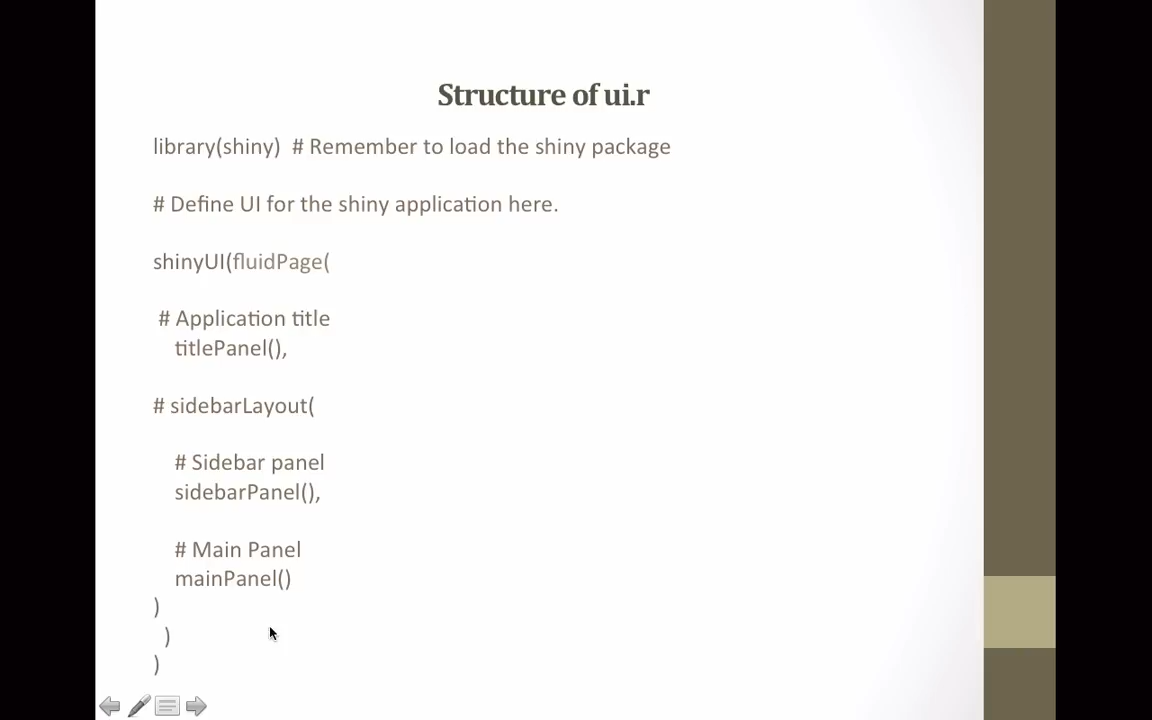 Structure of ui.r
library(shiny)  # Remember to load the shiny package
# Define UI for the shiny application here.
shinyUI(fluidPage(
# Application title
titlePanel(),
# sidebarLayout(
# Sidebar panel
sidebarPanel(),
# Main Panel
mainPanel()
)
)
)